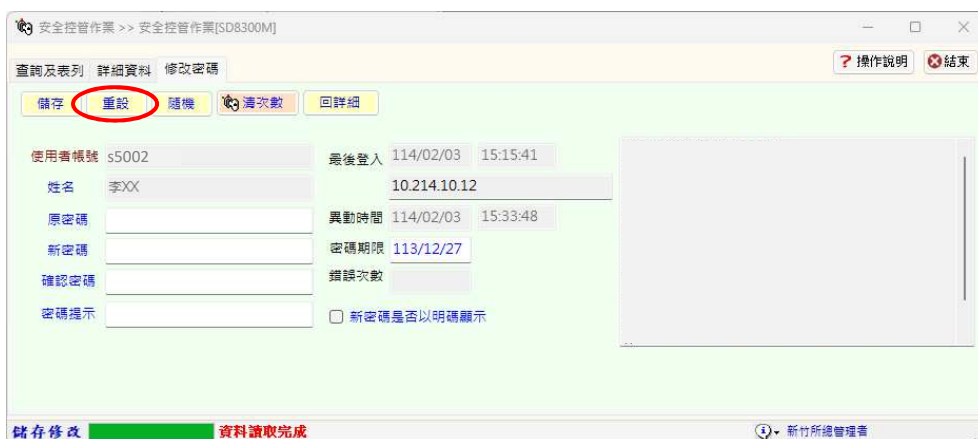 安全控管作業 >> 安全控管作業[SD8300M]
查詢及表列 詳細資料 修改密碼 ? 操作說明 結束
儲存 重設 隨機 清次數 回詳細
使用者帳號 s5002 最後登入 114/02/03 15:15:41
姓名 李XX 10.214.10.12
原密碼 異動時間 114/02/03 15:33:48
新密碼 密碼期限 113/12/27
確認密碼 錯誤次數
密碼提示 新密碼是否以明碼顯示
儲存修改 資料讀取完成 新竹所總管理者